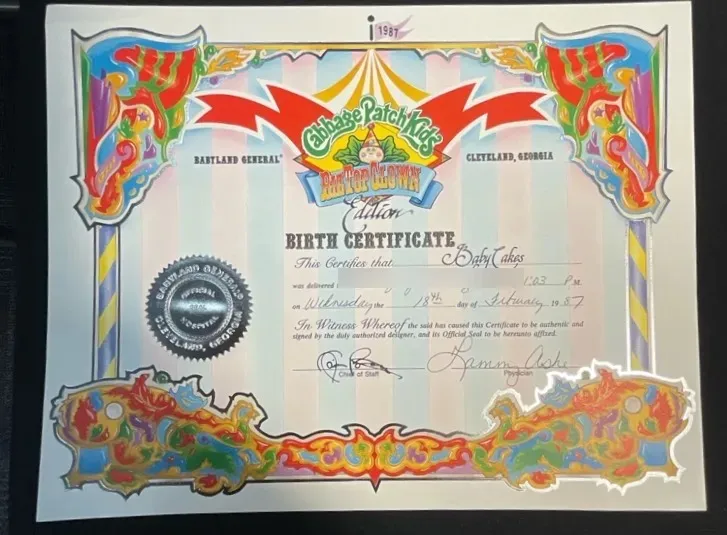 1987
Cabbage Patch Kids
BABYLAND GENERAL® CLEVELAND, GEORGIA
BIG TOP CLOWN
Edition
BIRTH CERTIFICATE
This Certifies that Baby Cakes
was delivered 1:03 P M.
on Wednesday the 18th day of February 1987
In Witness Whereof the said has caused this Certificate to be authentic and
signed by the duly authorized designer, and its Official Seal to be hereunto affixed.
Tammy Ashe
Chief of Staff Physician
BABYLAND GENERAL®
OFFICIAL
SEAL
HOSPITAL
CLEVELAND, GEORGIA